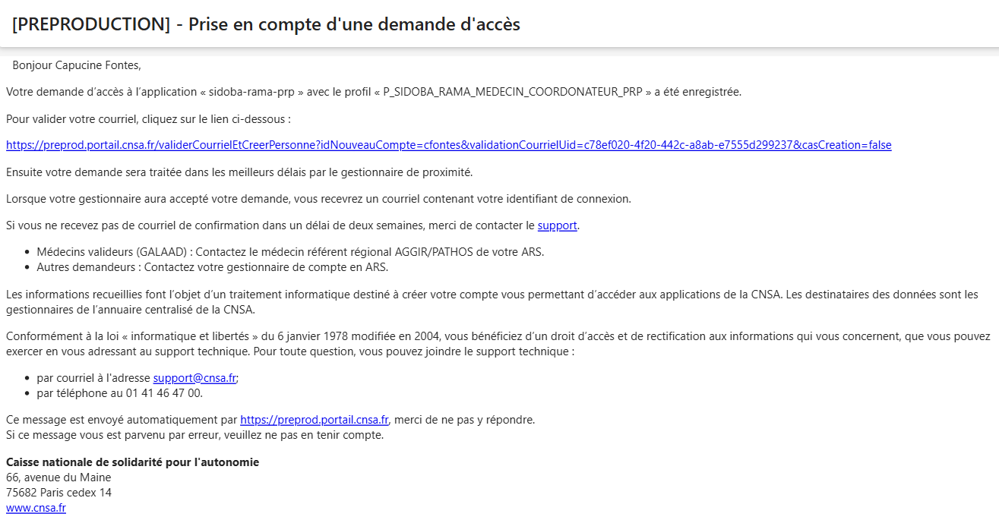 [PREPRODUCTION] - Prise en compte d'une demande d'accès
Bonjour Capucine Fontes,
Votre demande d'accès à l'application « sidoba-rama-prp » avec le profil « P_SIDOBA_RAMA_MEDECIN_COORDONATEUR_PRP » a été enregistrée.
Pour valider votre courriel, cliquez sur le lien ci-dessous :
https://preprod.portail.cnsa.fr/validerCourrielEtCreerPersonne?idNouveauCompte=cfontes&validationCourrielUid=c78ef020-4f20-442c-a8ab-e7555d299237&casCreation=false
Ensuite votre demande sera traitée dans les meilleurs délais par le gestionnaire de proximité.
Lorsque votre gestionnaire aura accepté votre demande, vous recevrez un courriel contenant votre identifiant de connexion.
Si vous ne recevez pas de courriel de confirmation dans un délai de deux semaines, merci de contacter le support.
• Médecins valideurs (GALAAD) : Contactez le médecin référent régional AGGIR/PATHOS de votre ARS.
• Autres demandeurs : Contactez votre gestionnaire de compte en ARS.
Les informations recueillies font l'objet d'un traitement informatique destiné à créer votre compte vous permettant d'accéder aux applications de la CNSA. Les destinataires des données sont les
gestionnaires de l'annuaire centralisé de la CNSA.
Conformément à la loi « informatique et libertés » du 6 janvier 1978 modifiée en 2004, vous bénéficiez d'un droit d'accès et de rectification aux informations qui vous concernent, que vous pouvez
exercer en vous adressant au support technique. Pour toute question, vous pouvez joindre le support technique :
• par courriel à l'adresse support@cnsa.fr;
• par téléphone au 01 41 46 47 00.
Ce message est envoyé automatiquement par https://preprod.portail.cnsa.fr, merci de ne pas y répondre.
Si ce message vous est parvenu par erreur, veuillez ne pas en tenir compte.
Caisse nationale de solidarité pour l'autonomie
66, avenue du Maine
75682 Paris cedex 14
www.cnsa.fr